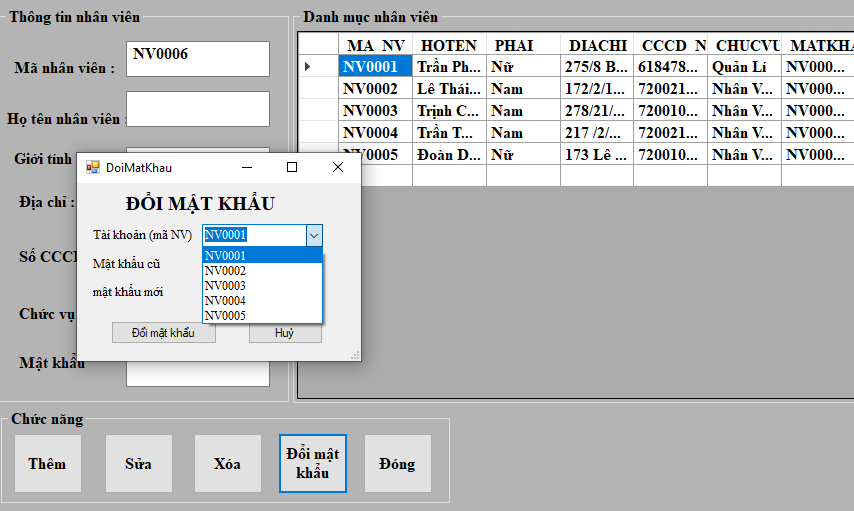 Thông tin nhân viên
Mã nhân viên :
NV0006
Họ tên nhân viên :
Giới tính
Địa chỉ :
Số CCCD
Chức vụ
Mật khẩu
Danh mục nhân viên
MA_NV HOTEN PHAI DIACHI CCCD_N CHUCVU MATKHA
NV0001 Trần Ph... Nữ 275/8 B... 618478... Quản Lí NV000...
NV0002 Lê Thái... Nam 172/2/1... 720021... Nhân V... NV000...
NV0003 Trịnh C... Nam 278/21/... 720010... Nhân V... NV000...
NV0004 Trần T... Nam 217 /2/... 720021... Nhân V... NV000...
NV0005 Đoàn D... Nữ 173 Lê ... 720010... Nhân V... NV000...
DoiMatKhau
ĐỔI MẬT KHẨU
Tài khoản (mã NV) NV0001
NV0001
NV0002
NV0003
NV0004
NV0005
Mật khẩu cũ
mật khẩu mới
Đổi mật khẩu Huỷ
Chức năng
Thêm Sửa Xóa Đổi mật khẩu Đóng